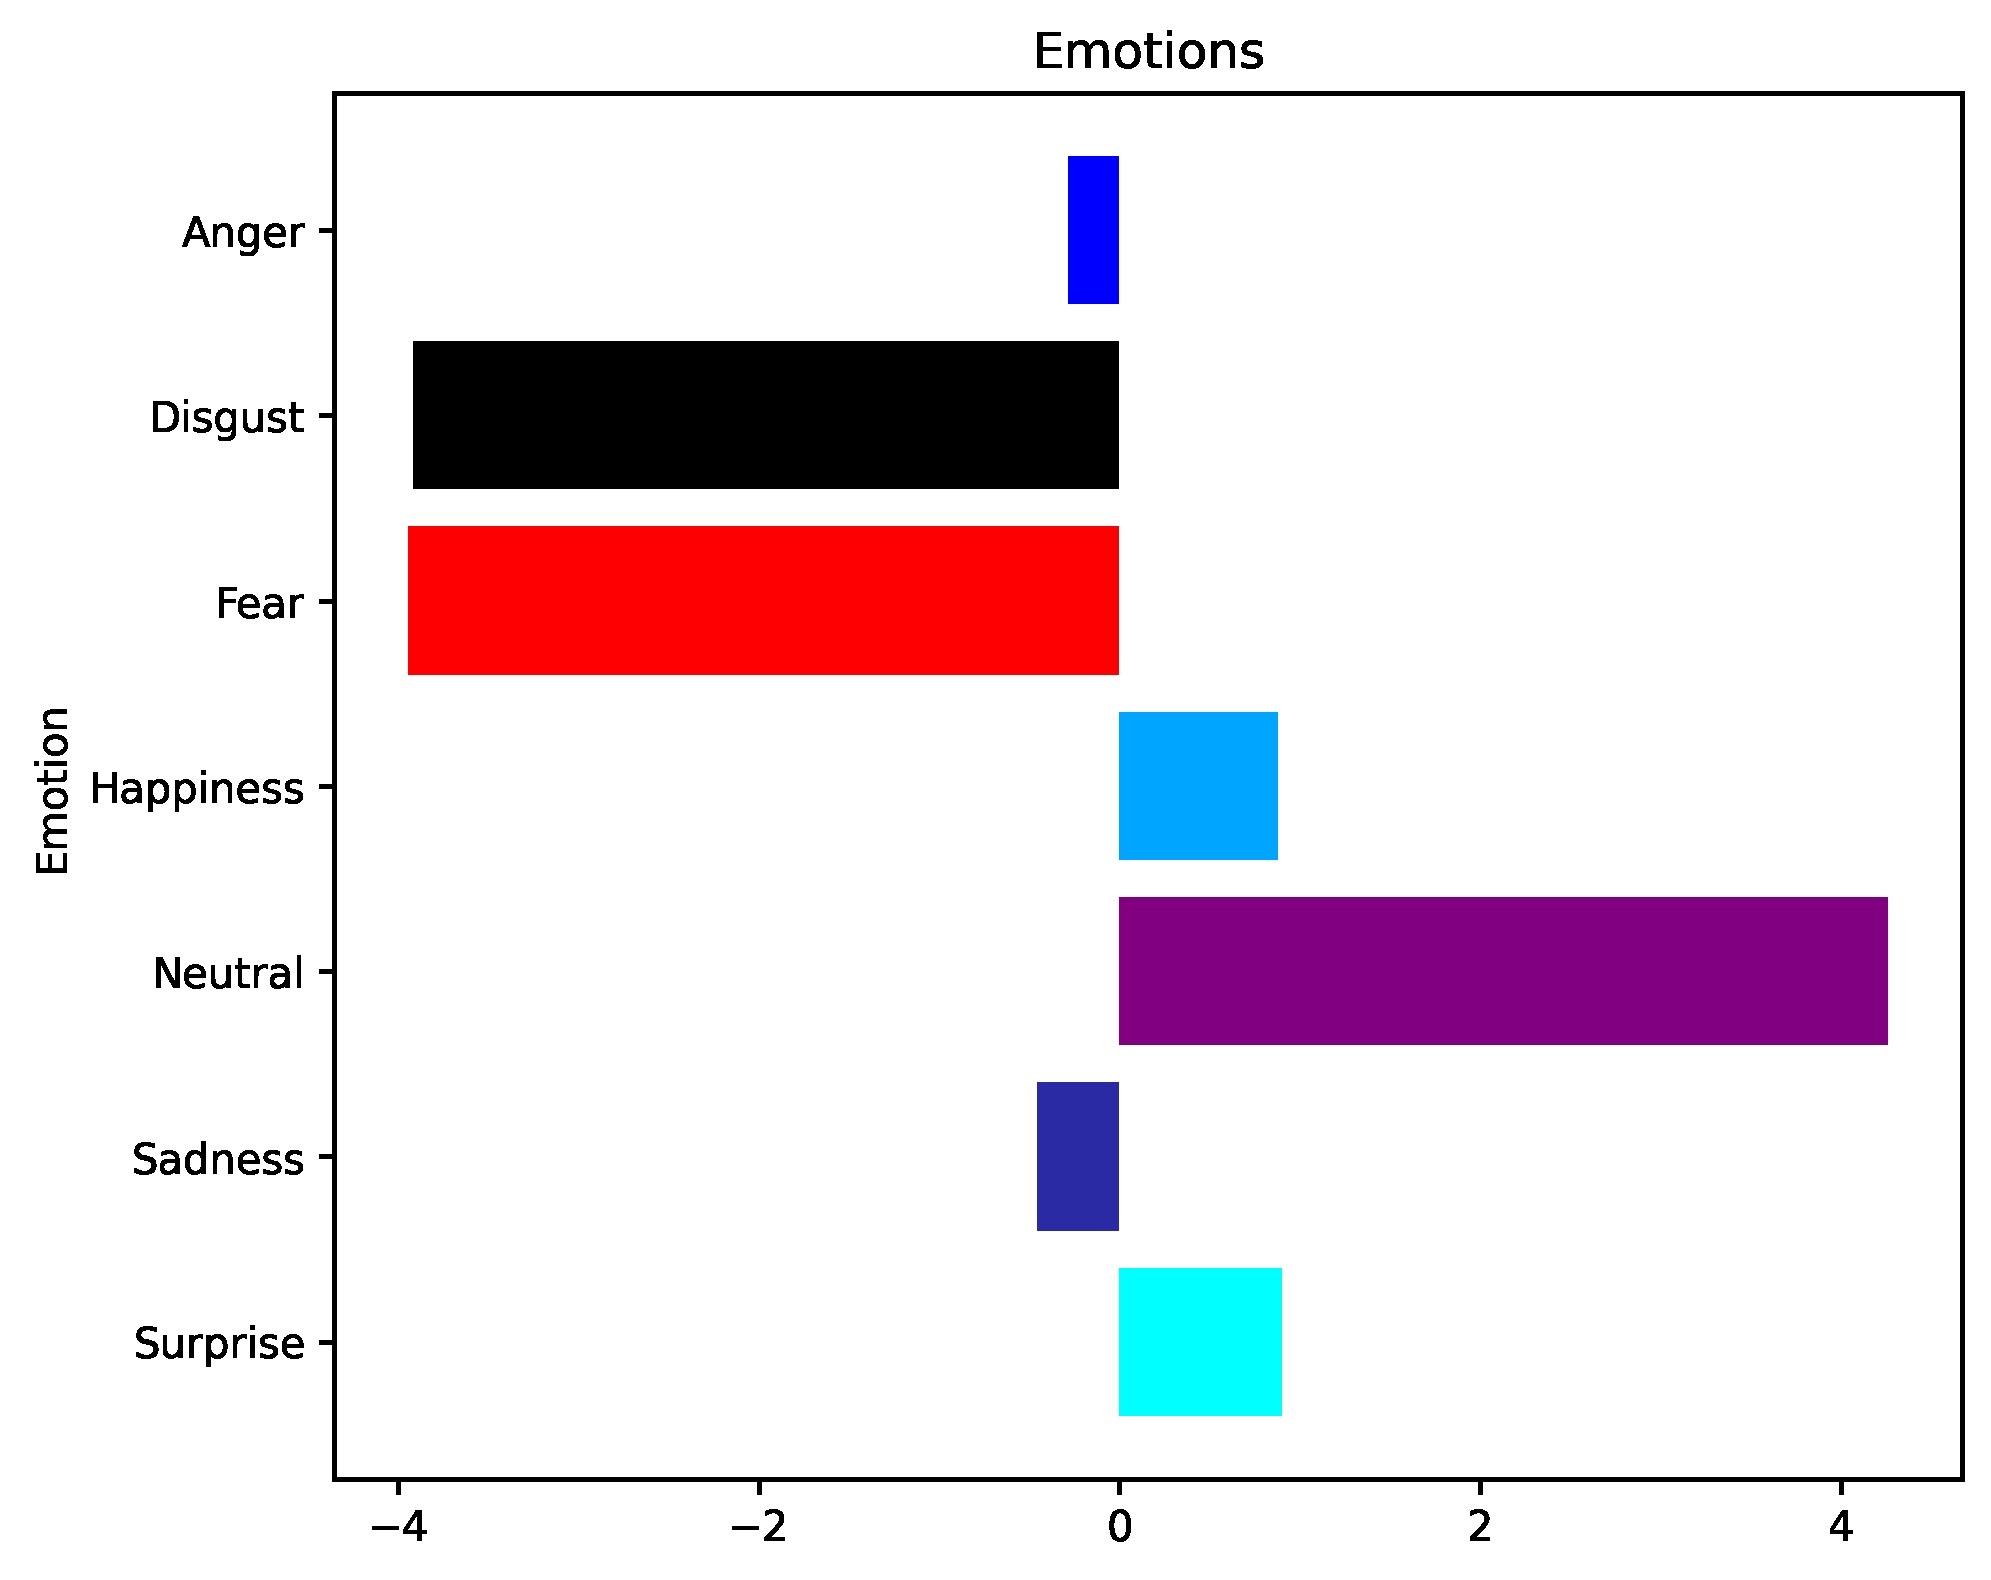 Emotions
Anger
Disgust
Fear
Happiness
Neutral
Sadness
Surprise
Emotion
−4 −2 0 2 4